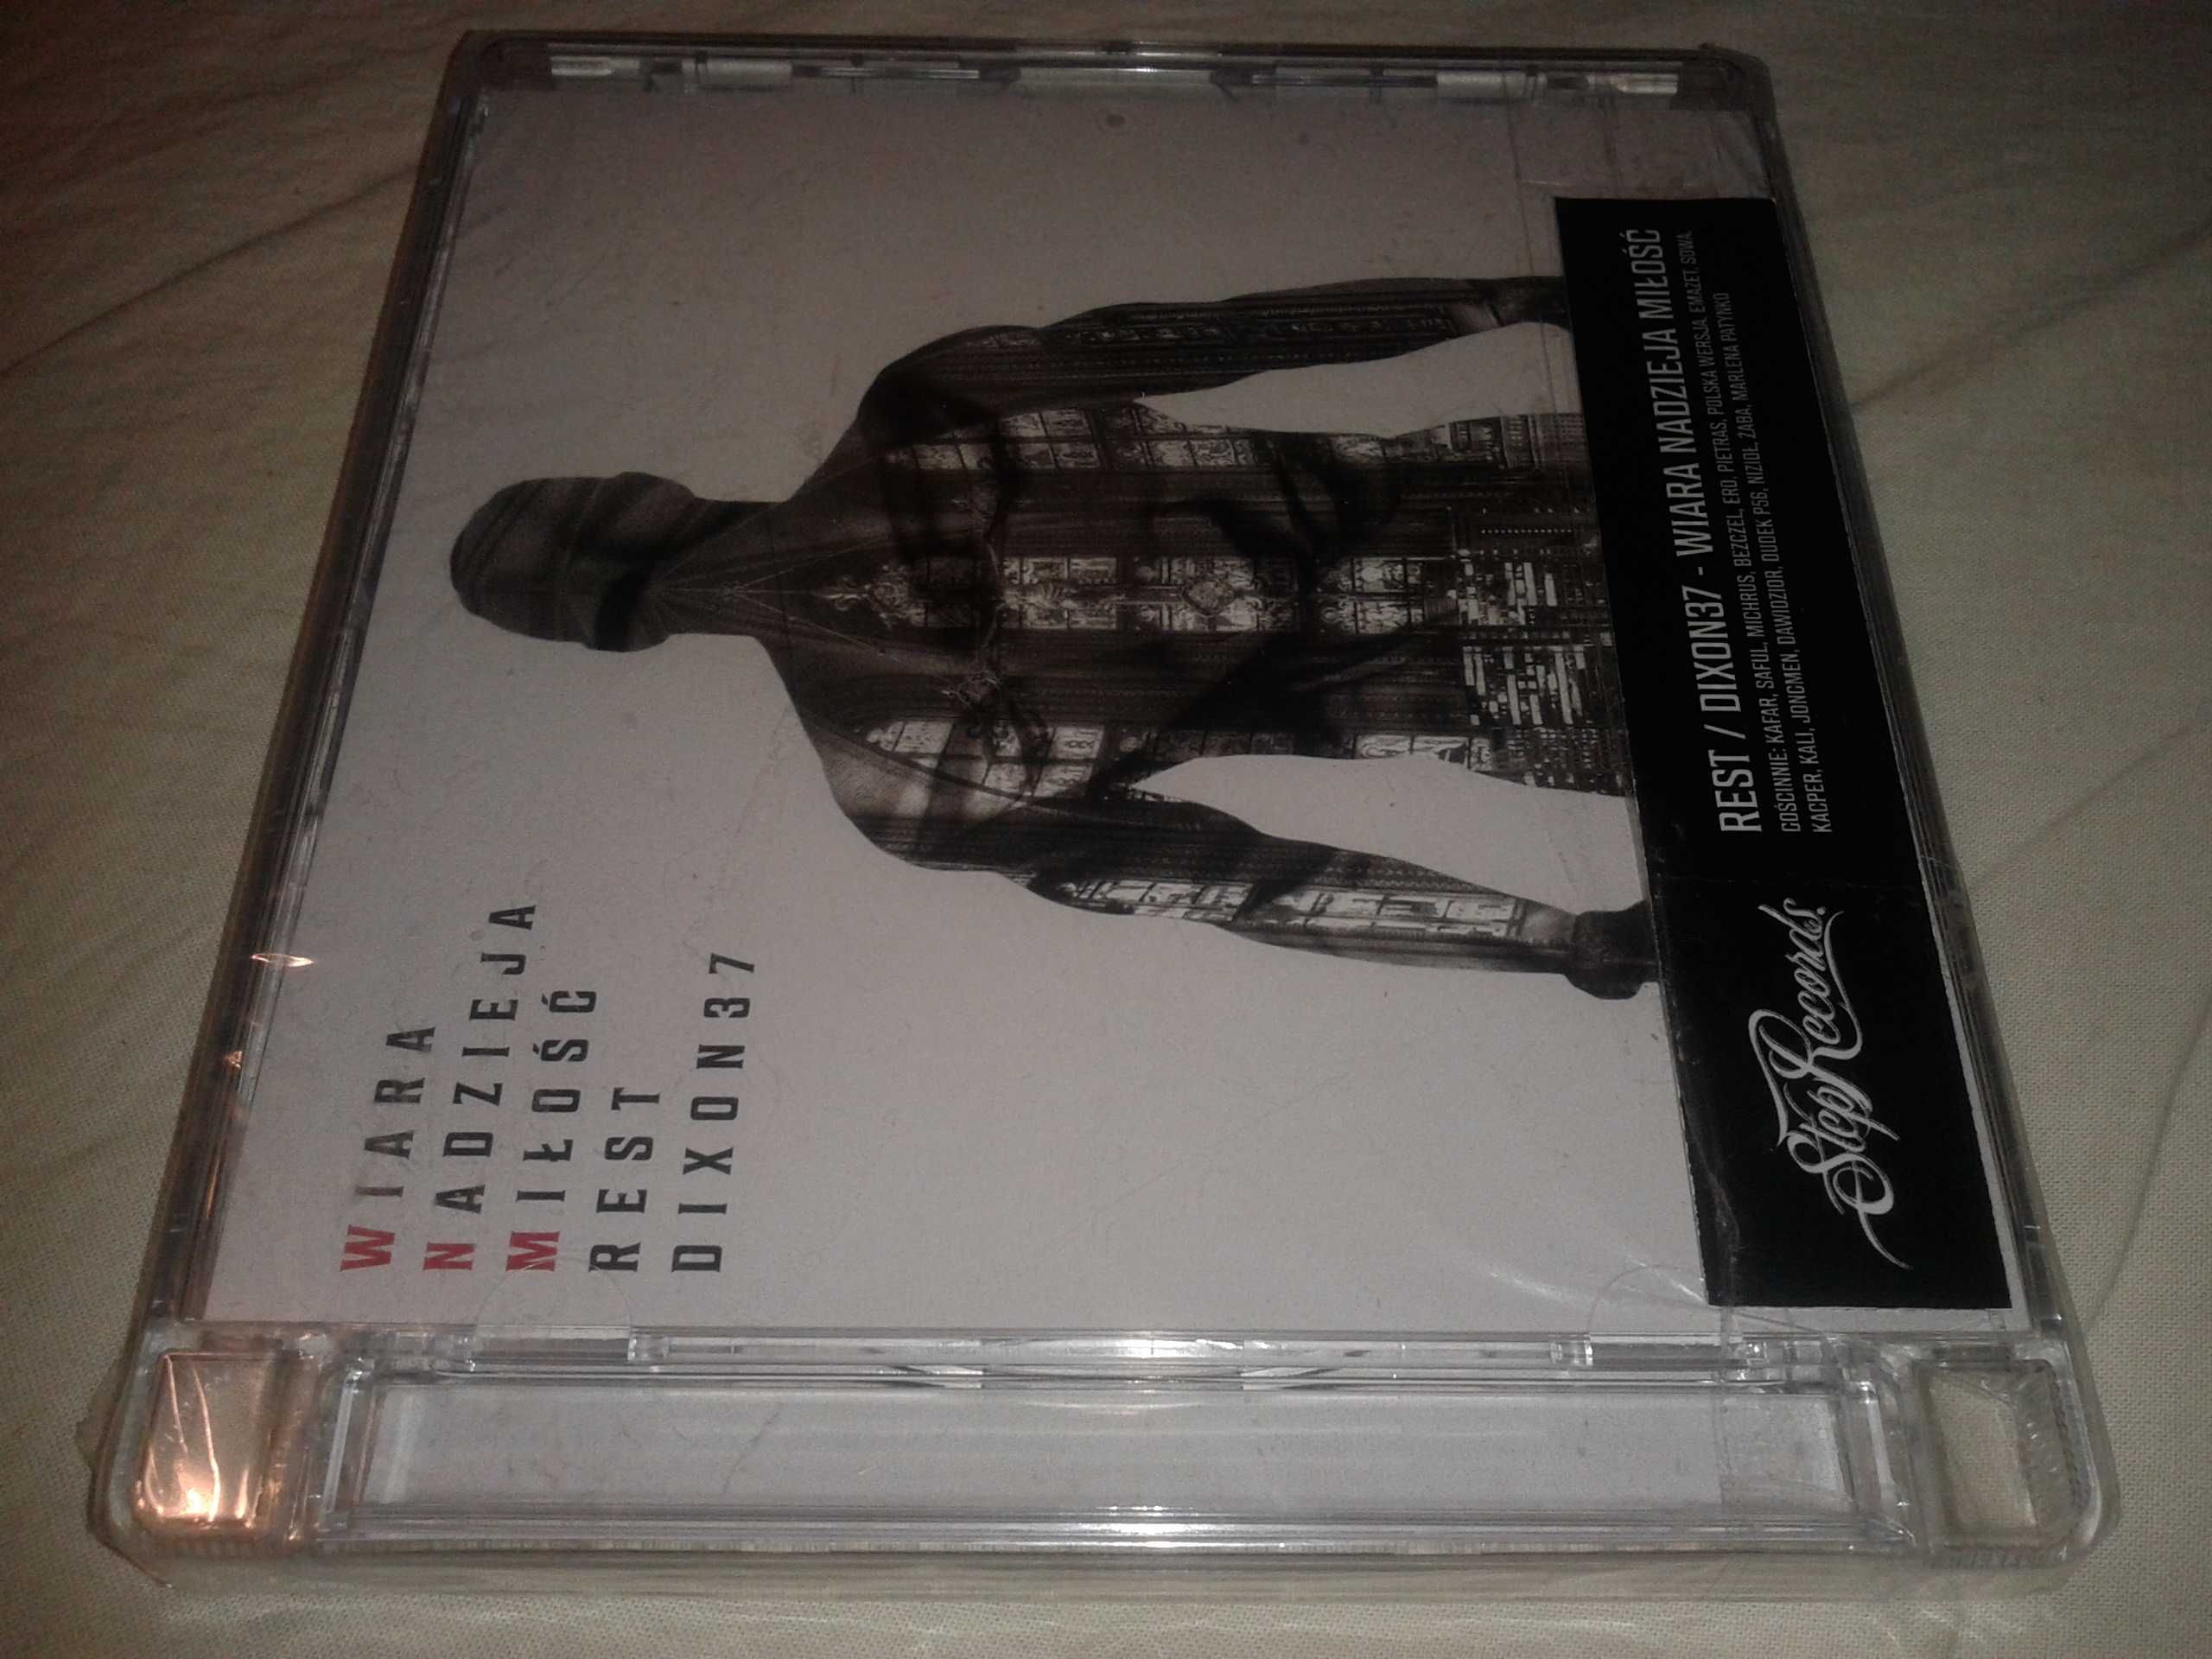 WIARA
NADZIEJA
MIŁOŚĆ
REST
DIXON37
Step Records
REST / DIXON37 - WIARA NADZIEJA MIŁOŚĆ
GOŚCINNIE: KAFAR, SAFUL, MICHRUS, BEZCZEL, ERO, PIETRAS, POLSKA WERSJA, EMAZET, SOWA,
KACPER, KALI, JONGMEN, DAWIDZIOR, DUDEK P56, NIZIOŁ, ŻABA, MARLENA PATYNKO